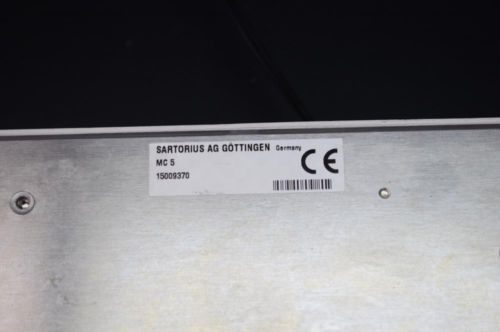 SARTORIUS AG GÖTTINGEN Germany
MC 5
15009370
CE